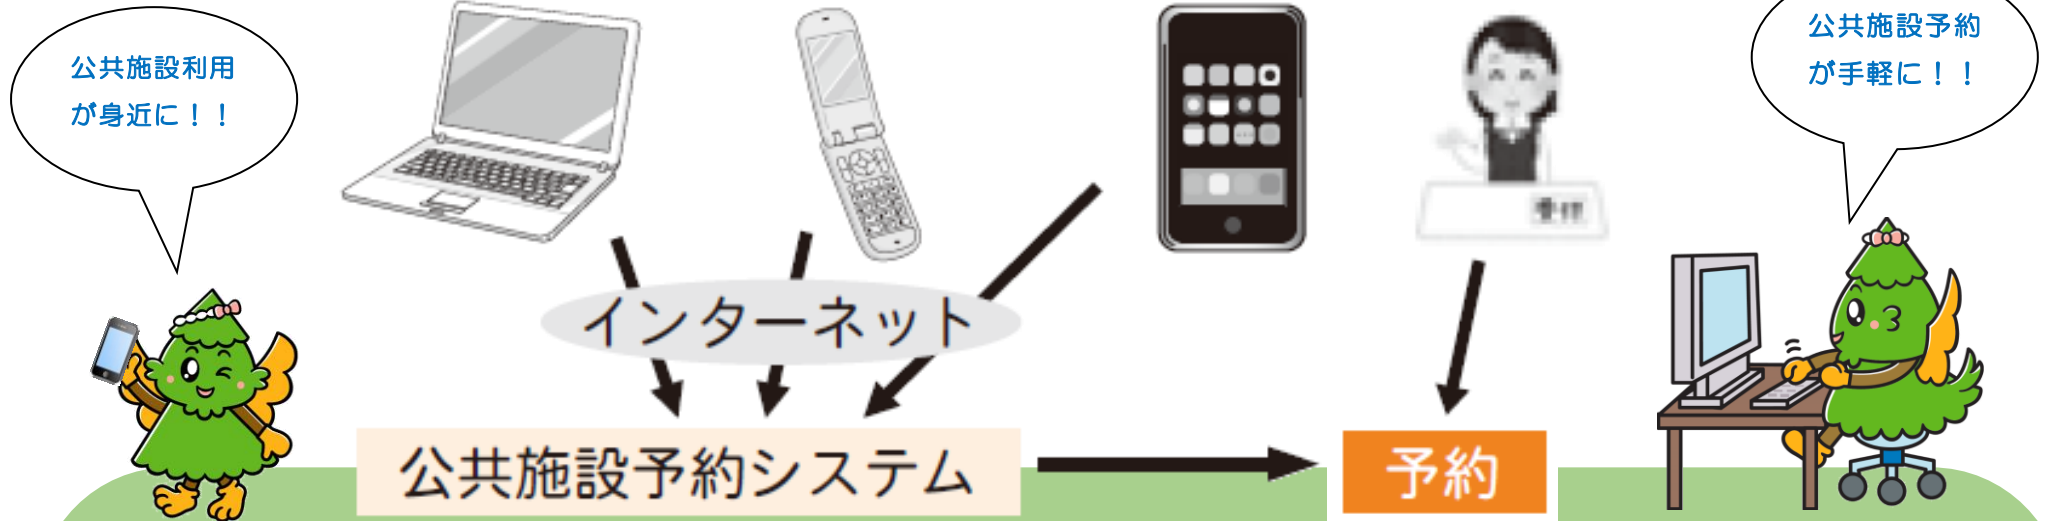 公共施設利用
が身近に！！
公共施設予約
が手軽に！！
受付
インターネット
公共施設予約システム
予約